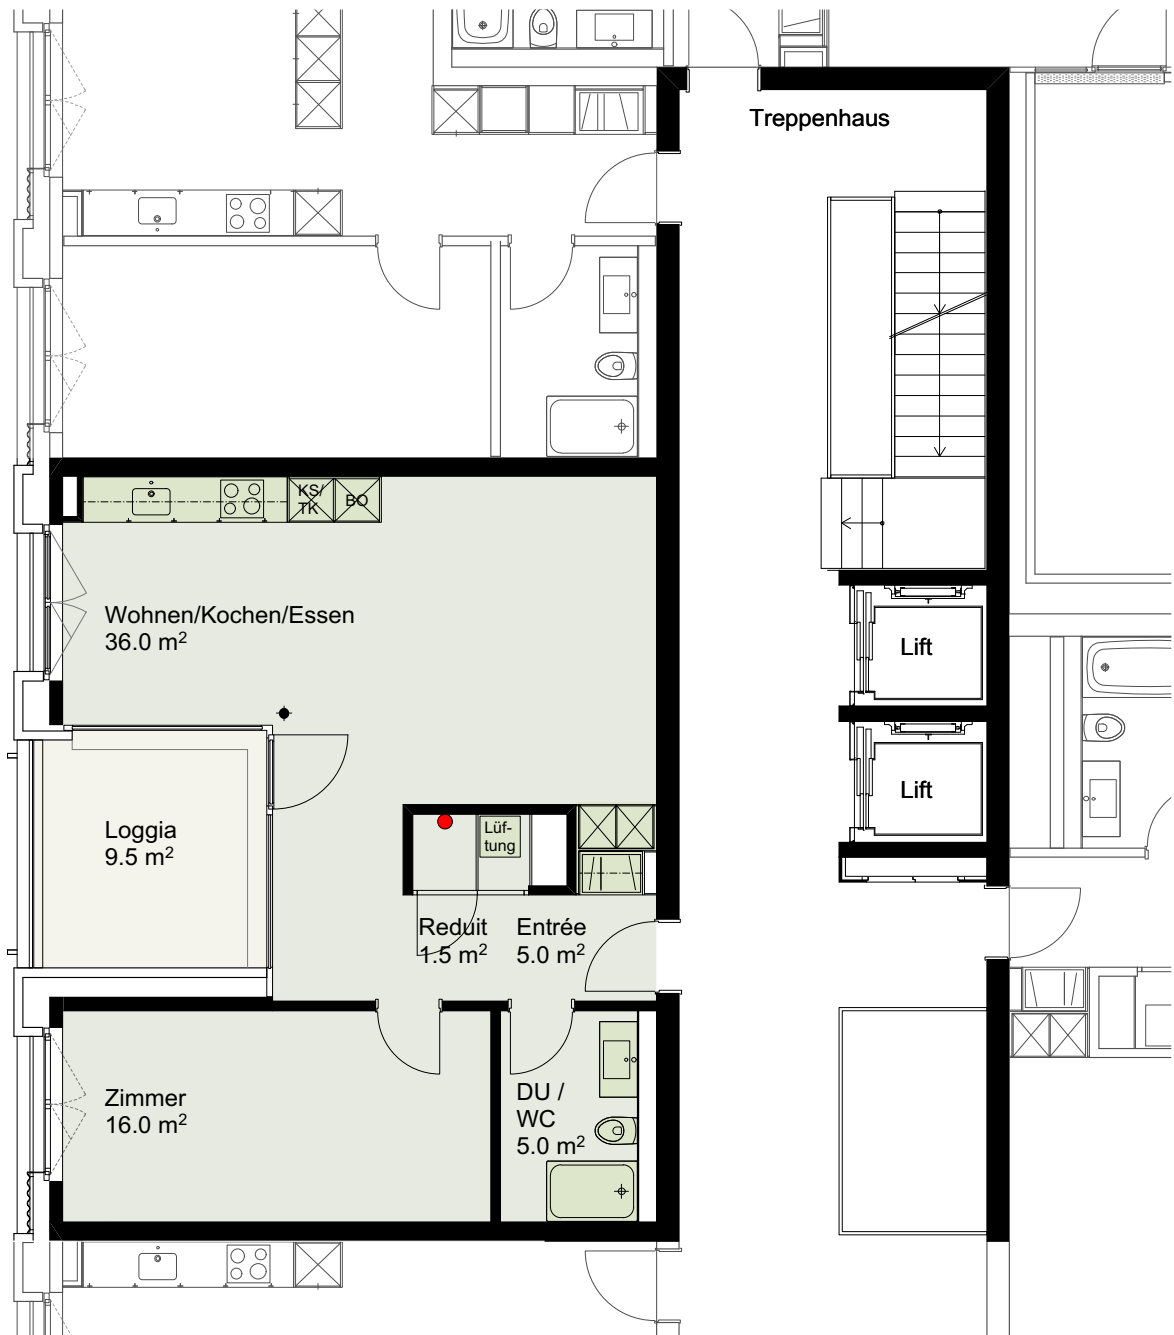 Treppenhaus
KS/
TK
BO
Wohnen/Kochen/Essen
36.0 m²
Lift
Lift
Loggia
9.5 m²
Lüf-
tung
Reduit
1.5 m²
Entrée
5.0 m²
Zimmer
16.0 m²
DU /
WC
5.0 m²